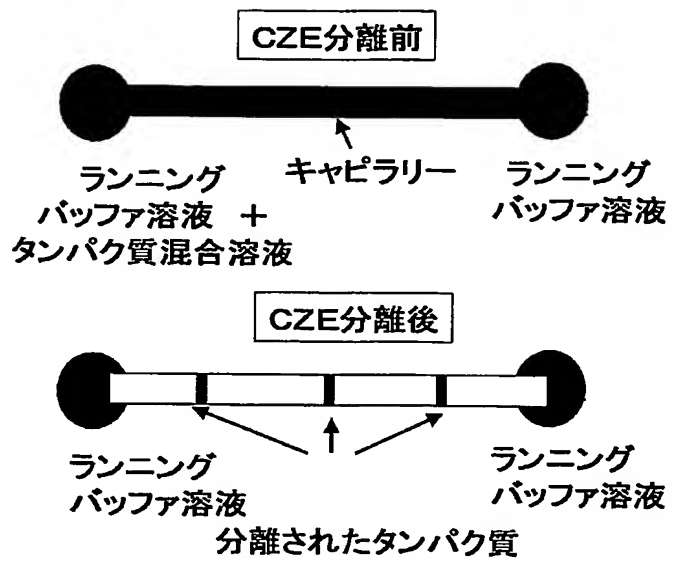 CZE分離前
キャピラリー
ランニング
バッファ溶液 +
タンパク質混合溶液
ランニング
バッファ溶液
CZE分離後
ランニング
バッファ溶液
ランニング
バッファ溶液
分離されたタンパク質